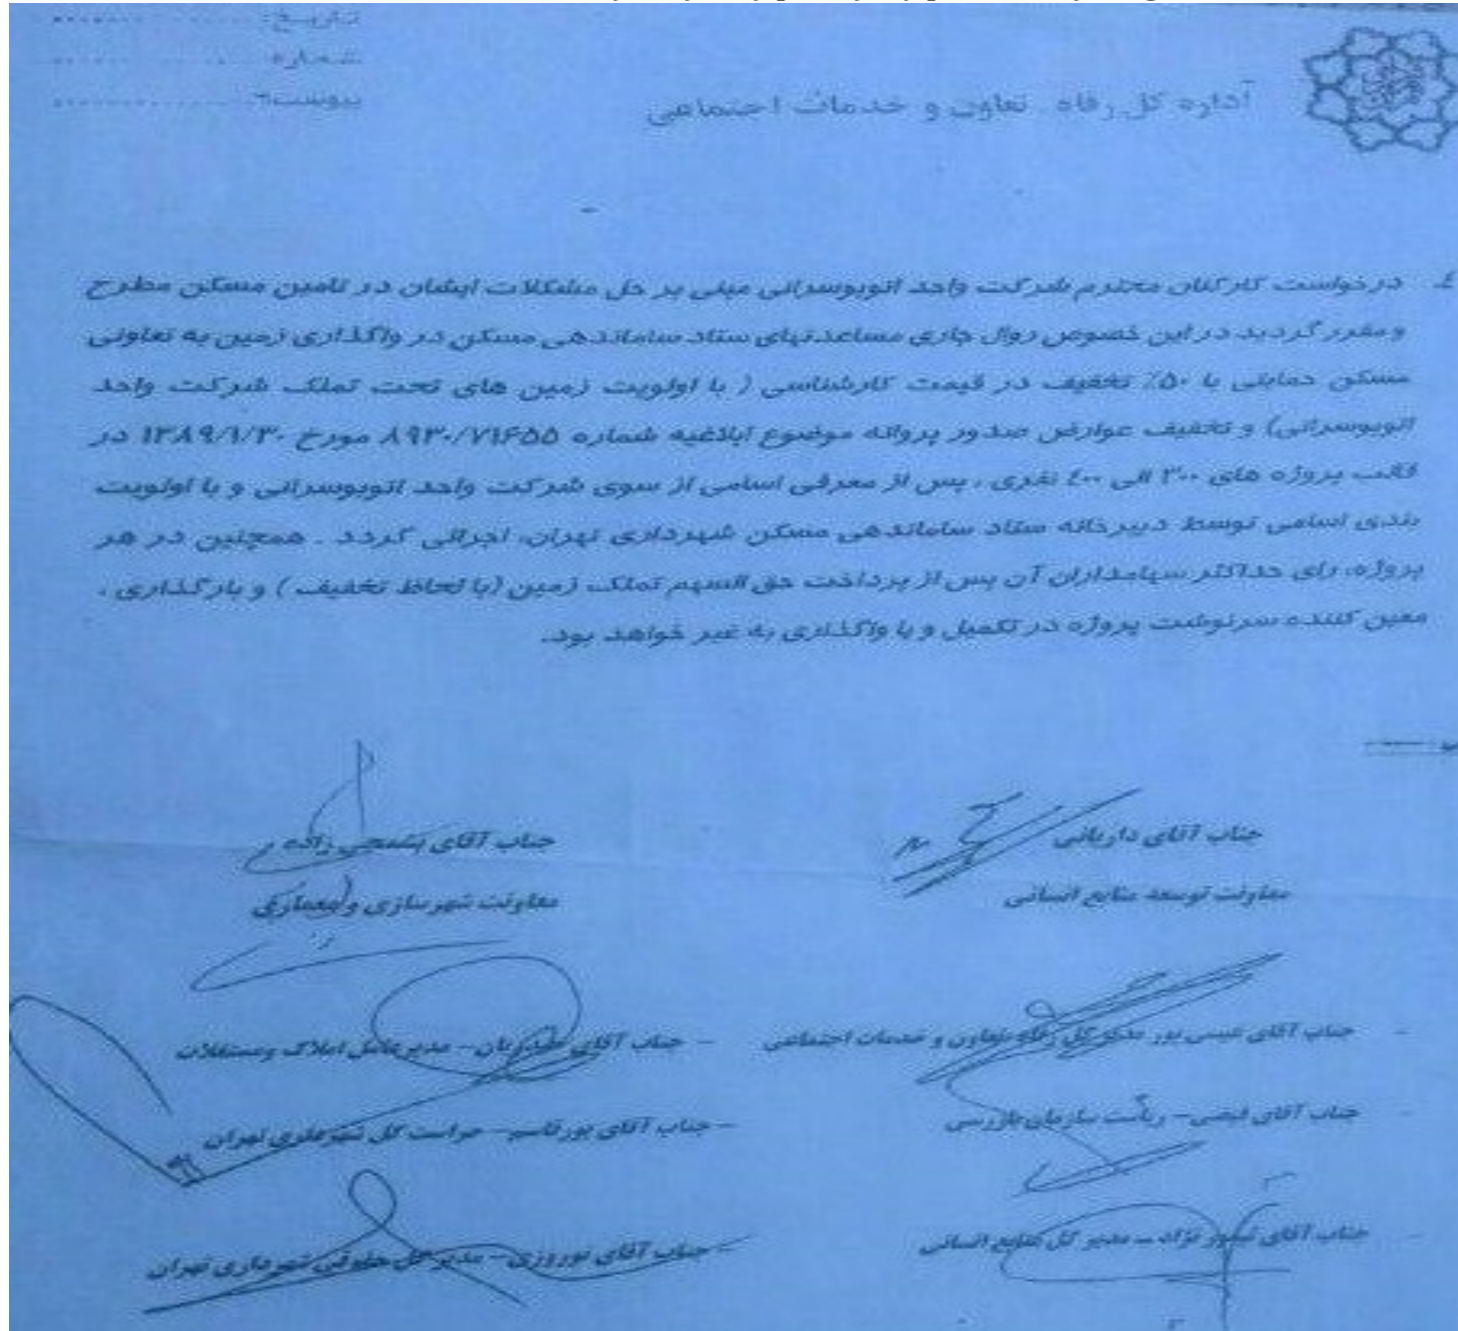 تاریخ:
شماره
پیوست
اداره کل رفاه، تعاون و خدمات اجتماعی
٤. درخواست کارکنان محترم شرکت واحد اتوبوسرانی مبنی بر حل مشکلات ایشان در تامین مسکن مطرح
و مقرر گردید در این خصوص روال جاری مساعدتهای ستاد ساماندهی مسکن در واگذاری زمین به تعاونی
مسکن حمایتی با ۵۰٪ تخفیف در قیمت کارشناسی ( با اولویت زمین های تحت تملک شرکت واحد
اتوبوسرانی) و تخفیف عوارض صدور پروانه موضوع ابلاغیه شماره ۸۹۳۰/۷۱۶۵۵ مورخ ۱۳۸۹/۱/۳۰ در
قالب پروژه های ۳۰۰ الی ٤۰۰ نفری ، پس از معرفی اسامی از سوی شرکت واحد اتوبوسرانی و با اولویت
بندی اسامی توسط دبیرخانه ستاد ساماندهی مسکن شهرداری تهران، اجرائی گردد . همچنین در هر
پروژه، رای حداکثر سهامداران آن پس از پرداخت حق السهم تملک زمین (با لحاظ تخفیف ) و بارگذاری ،
معین کننده سرنوشت پروژه در تکمیل و یا واگذاری به غیر خواهد بود.
جناب آقای داربانی
معاونت توسعه منابع انسانی
جناب آقای پشمچی زاده
معاونت شهرسازی و معماری
- جناب آقای عیسی پور مدیر کل رفاه تعاون و خدمات اجتماعی
- جناب آقای - مدیرعامل املاک ومستغلات
- جناب آقای فیضی – ریاست سازمان بازرسی
- جناب آقای پورقاسم – حراست کل شهرداری تهران
- جناب آقای تیمور نژاد – مدیر کل منابع انسانی
- جناب آقای نوروزی – مدیر کل حقوقی شهرداری تهران